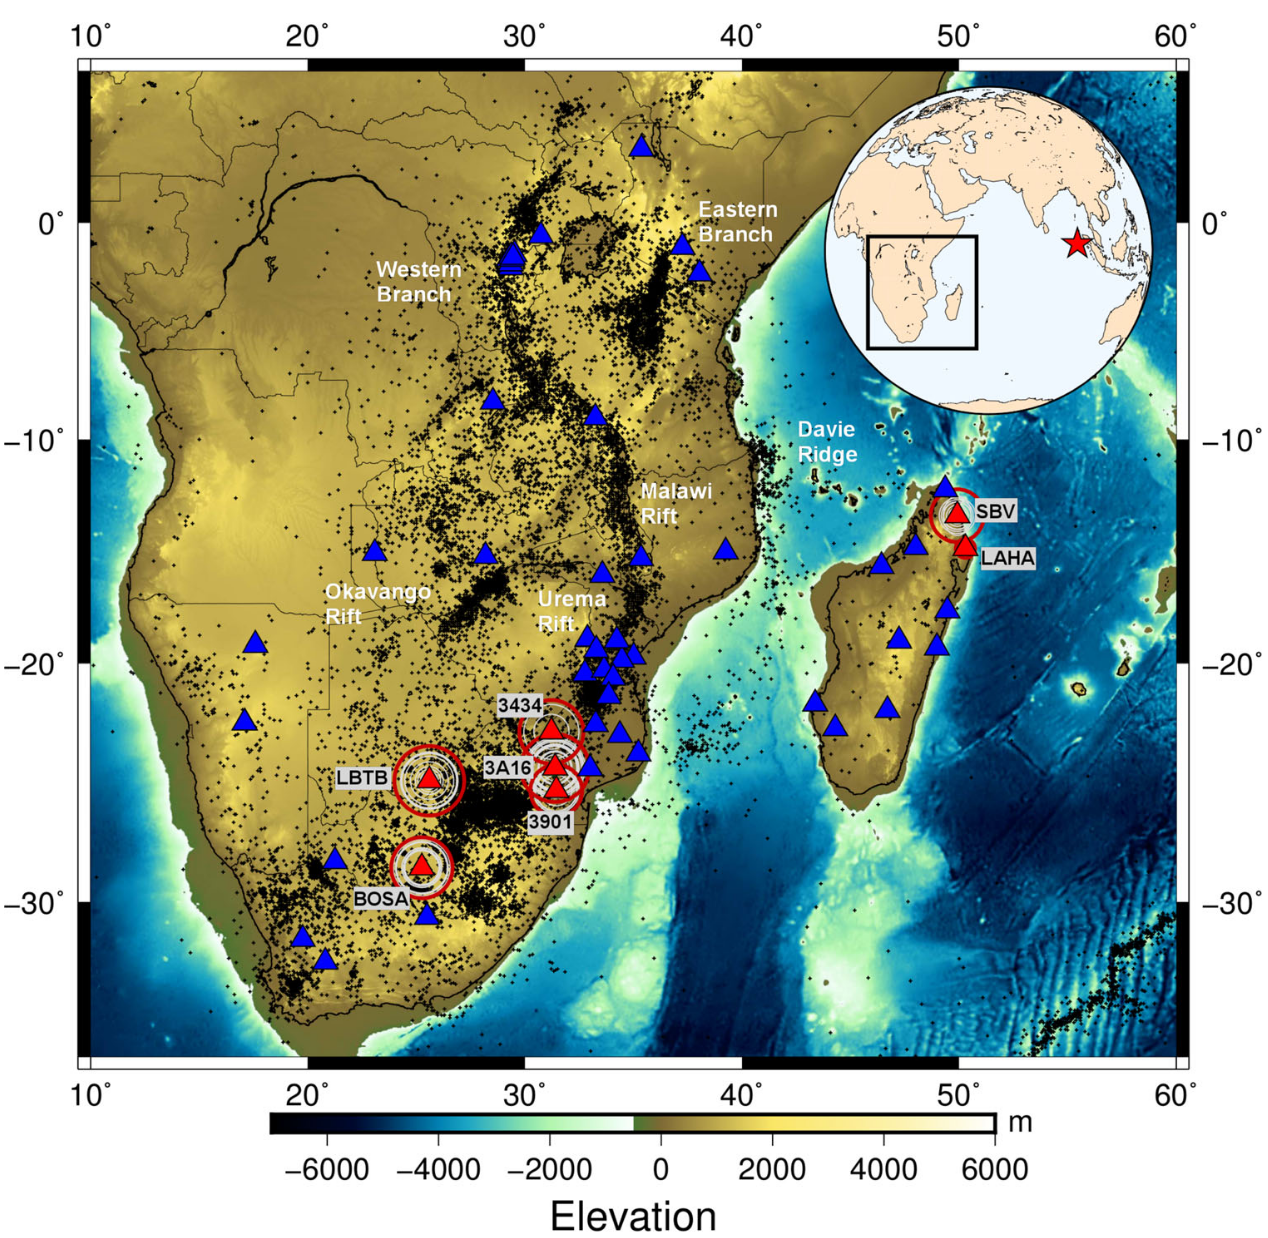 10° 20° 30° 40° 50° 60°
Eastern
Branch
0° 0°
Western
Branch
Davie
Ridge
−10° −10°
Malawi
Rift
SBV
LAHA
Okavango
Rift
Urema
Rift
−20° −20°
3434
3A16
LBTB
3901
BOSA
−30° −30°
10° 20° 30° 40° 50° 60°
m
−6000 −4000 −2000 0 2000 4000 6000
Elevation